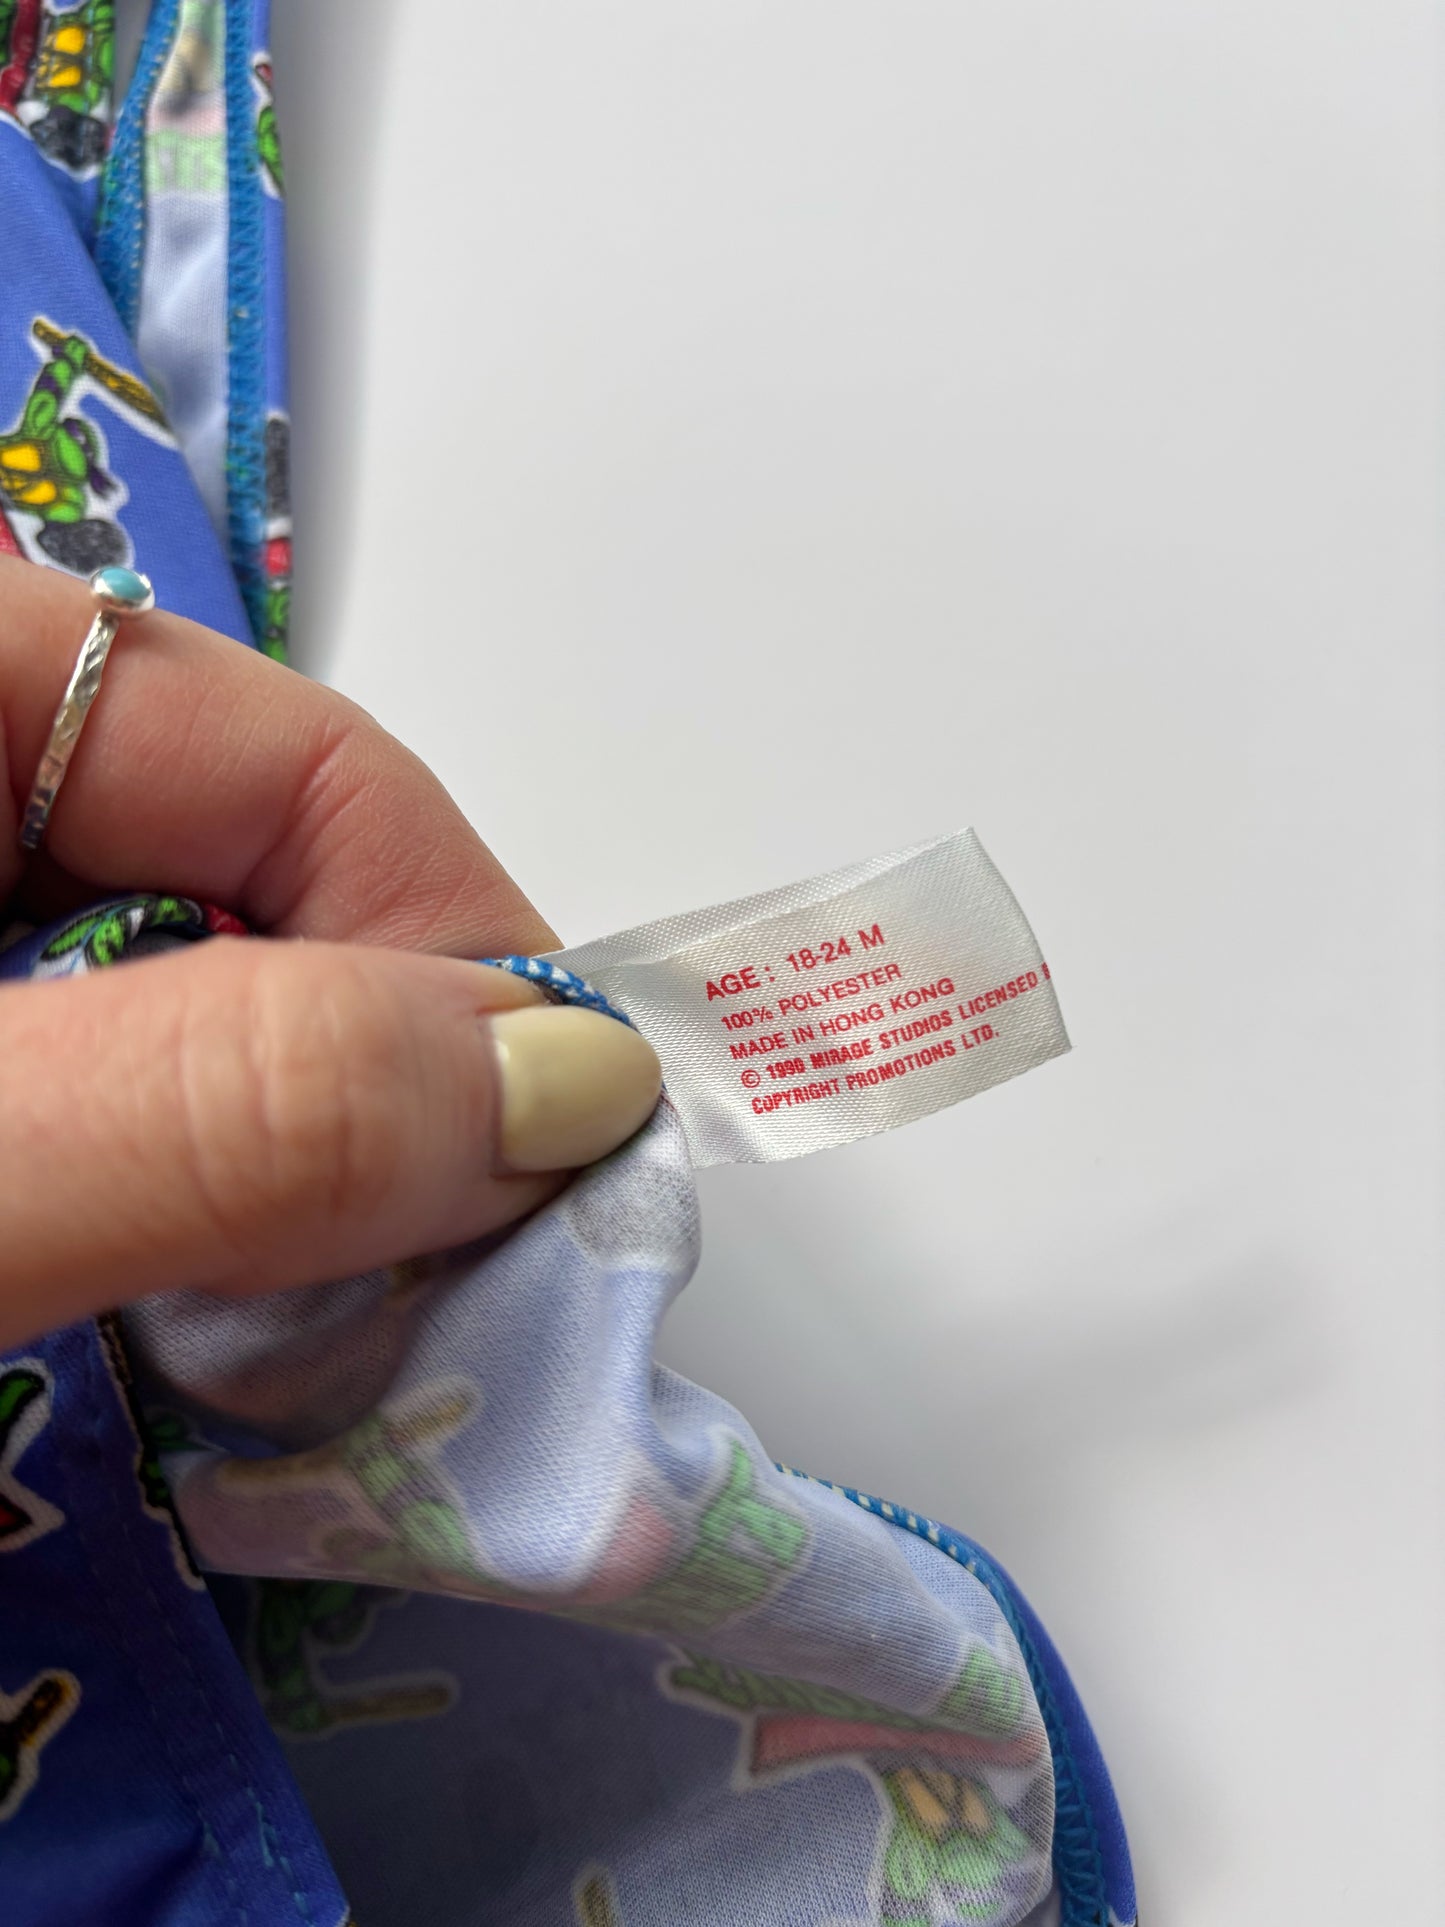 AGE : 18-24 M
100% POLYESTER
MADE IN HONG KONG
© 1990 MIRAGE STUDIOS LICENSED B
COPYRIGHT PROMOTIONS LTD.